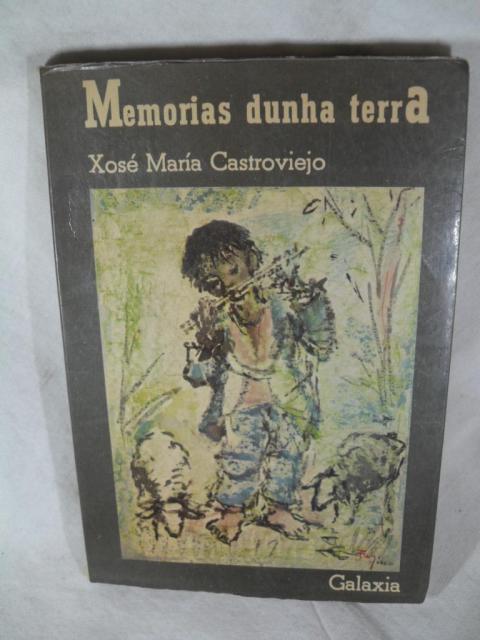 Memorias dunha terra
Xosé María Castroviejo
Galaxia